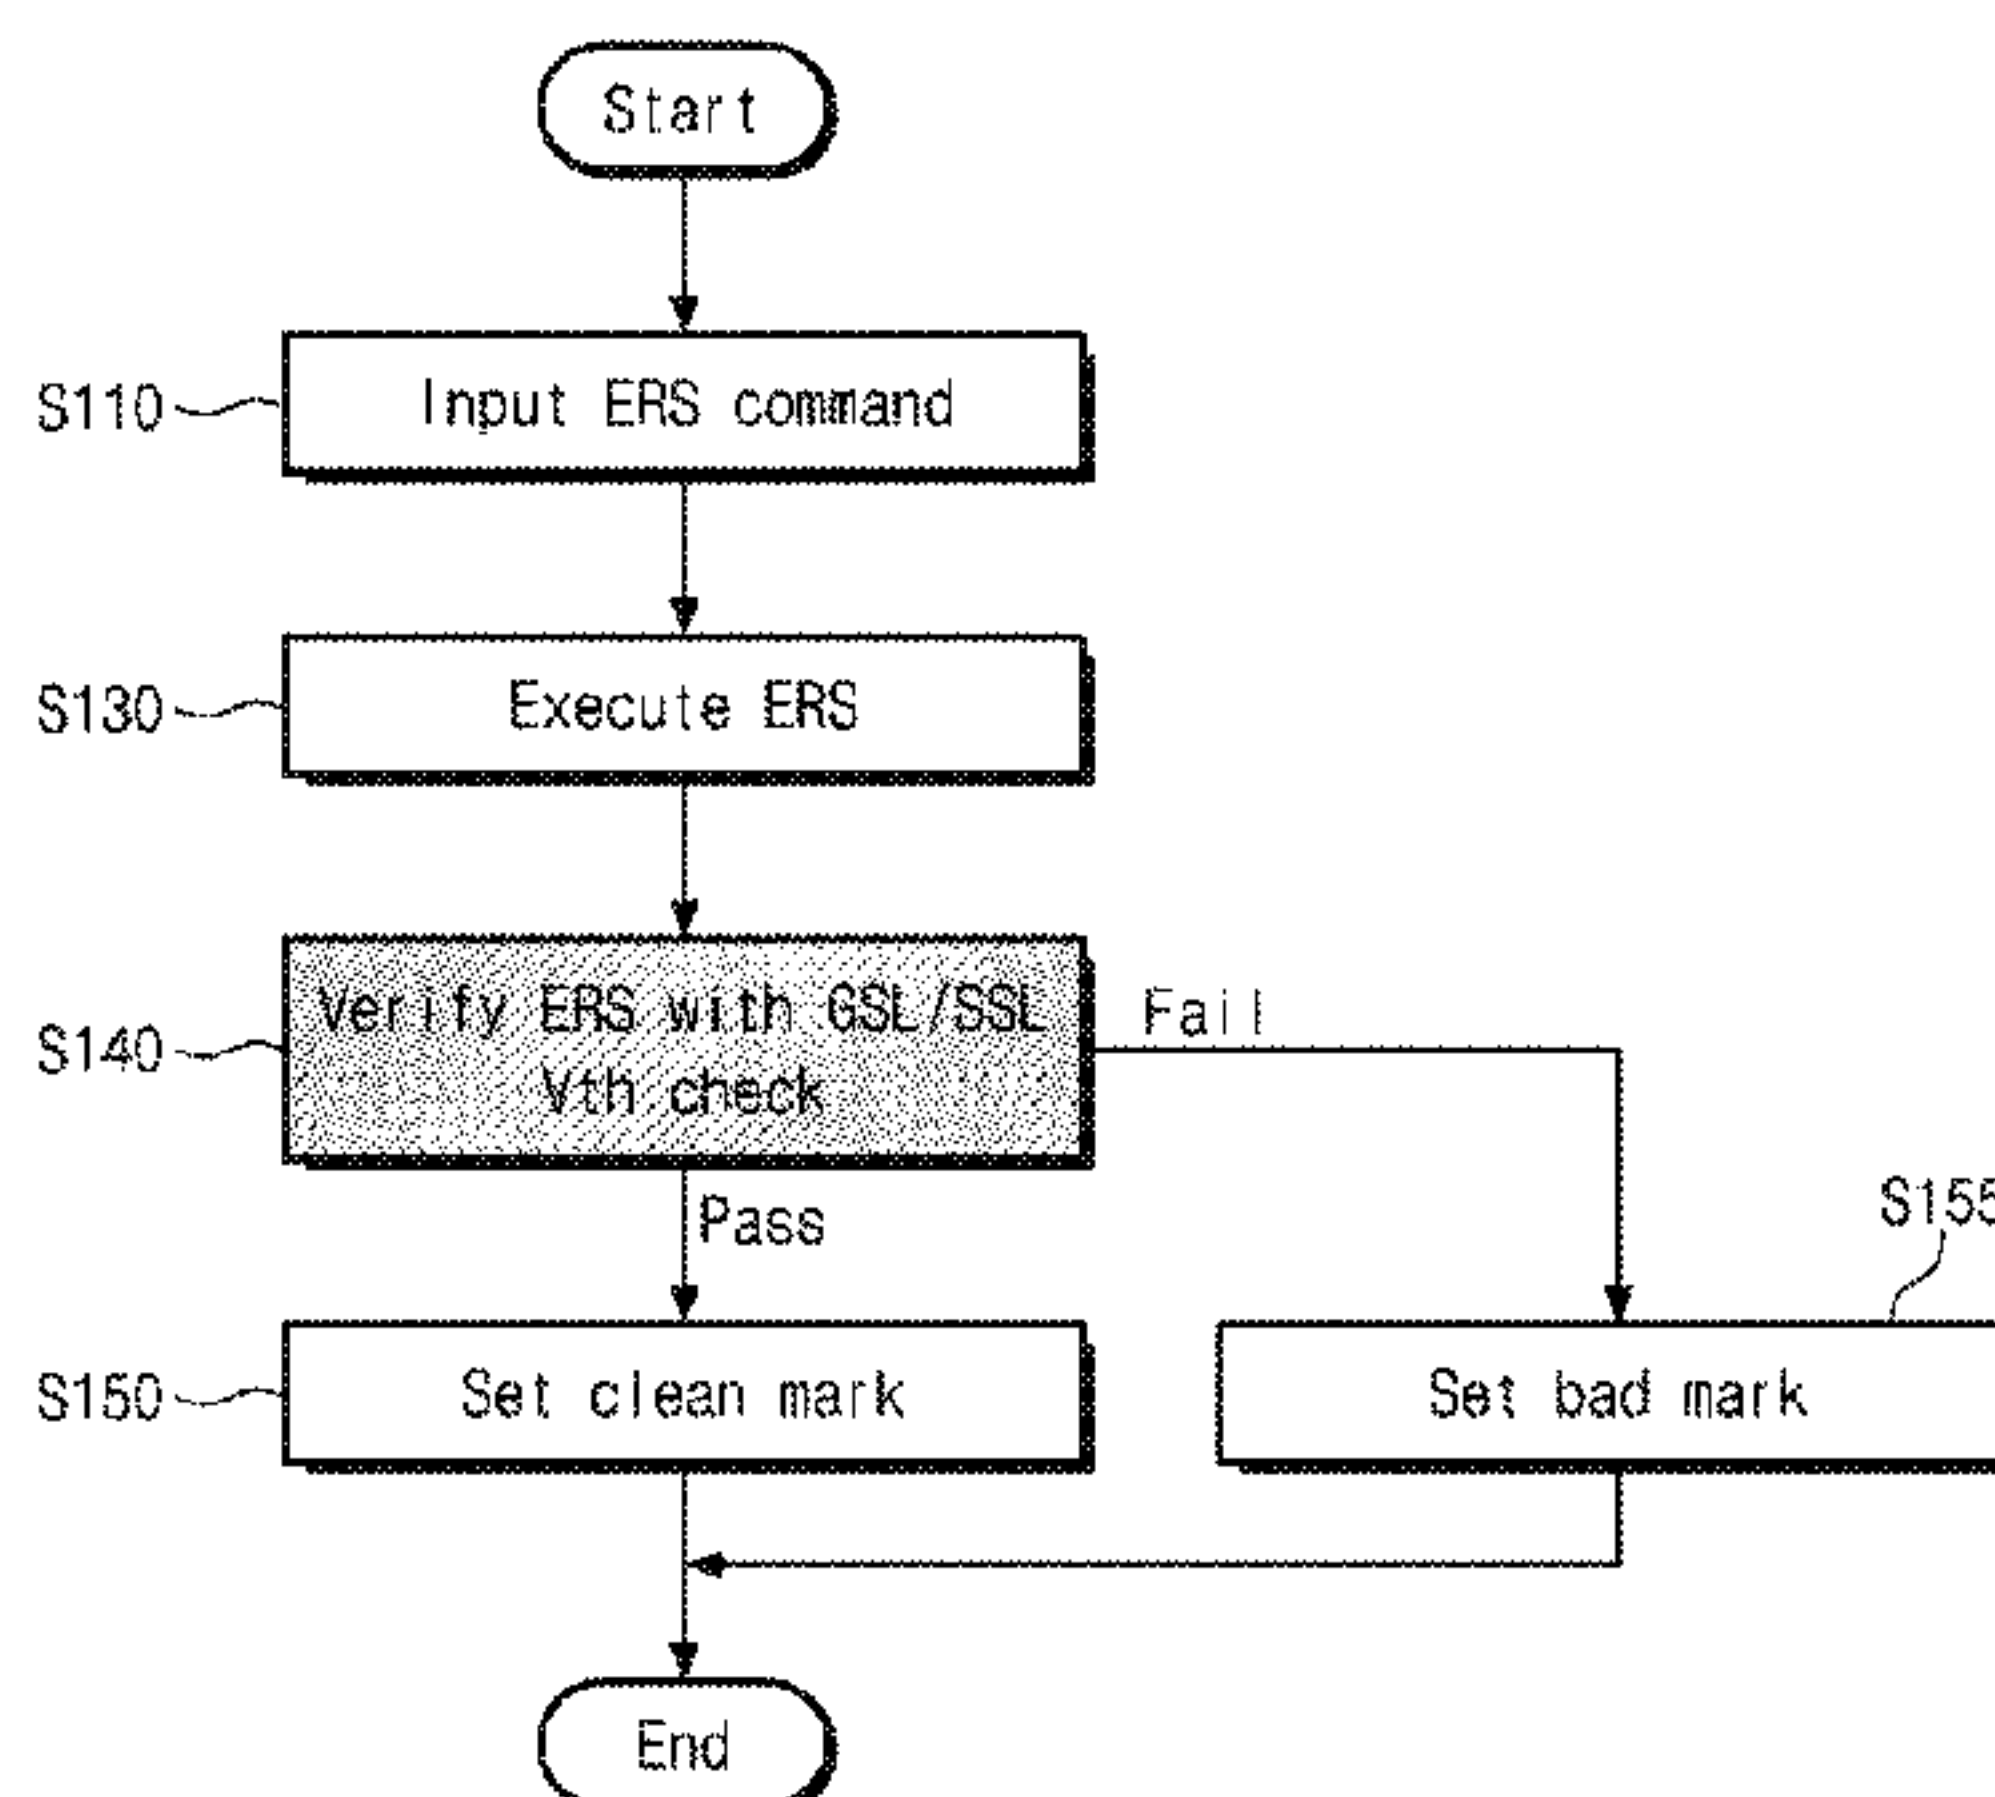 Start
S110
Input ERS command
S130
Execute ERS
S140
Verify ERS with GSL/SSL
Vth check
Fail
Pass
S155
S150
Set clean mark
Set bad mark
End